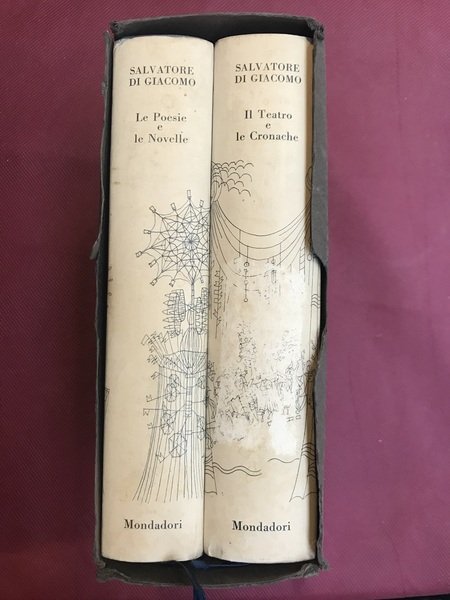 SALVATORE
DI GIACOMO
Le Poesie
e
le Novelle
Mondadori
SALVATORE
DI GIACOMO
Il Teatro
e
le Cronache
Mondadori